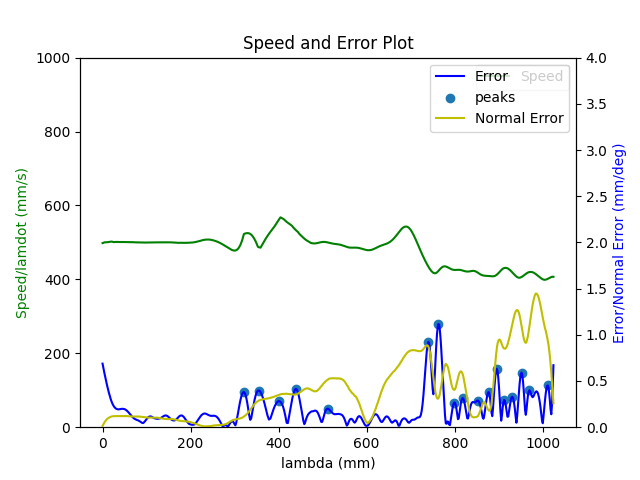 Speed and Error Plot
1000
800
600
400
200
0
Speed/lamdot (mm/s)
4.0
3.5
3.0
2.5
2.0
1.5
1.0
0.5
0.0
Error/Normal Error (mm/deg)
Error
Speed
peaks
Normal Error
0 200 400 600 800 1000
lambda (mm)